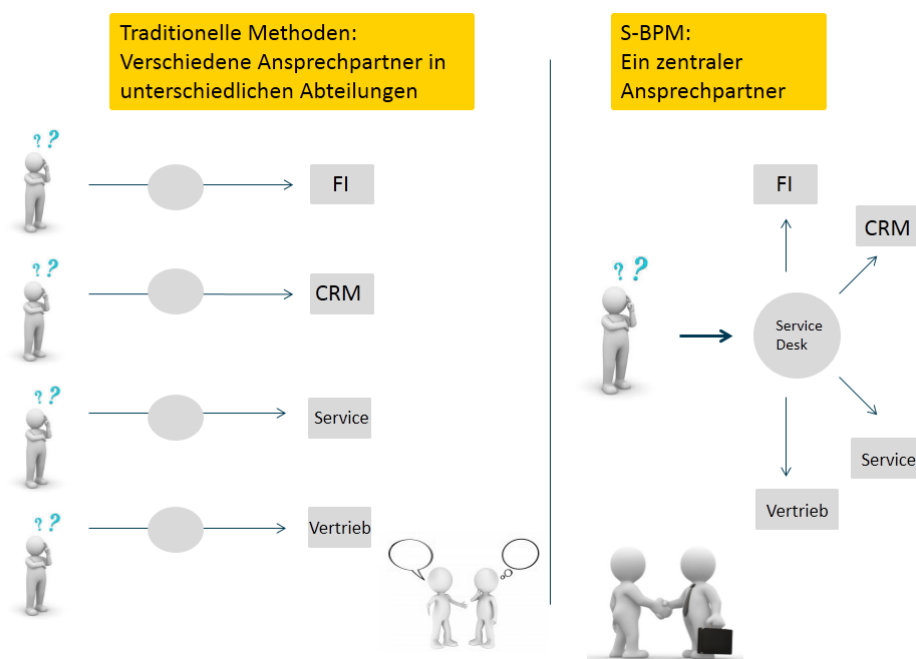 Traditionelle Methoden:
Verschiedene Ansprechpartner in
unterschiedlichen Abteilungen
? ?
FI
? ?
CRM
? ?
Service
? ?
Vertrieb
S-BPM:
Ein zentraler
Ansprechpartner
FI
CRM
? ?
Service
Desk
Service
Vertrieb